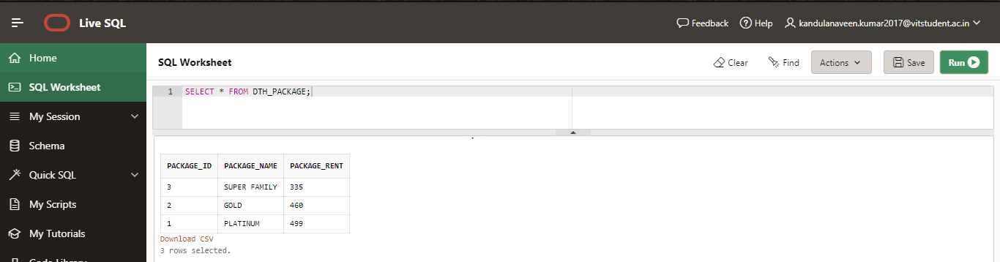 Live SQL
Feedback
Help
kandulanaveen.kumar2017@vitstudent.ac.in
Home
SQL Worksheet
My Session
Schema
Quick SQL
My Scripts
My Tutorials
Code Library
SQL Worksheet
Clear
Find
Actions
Save
Run
1 SELECT * FROM DTH_PACKAGE;
PACKAGE_ID PACKAGE_NAME PACKAGE_RENT
3 SUPER FAMILY 335
2 GOLD 460
1 PLATINUM 499
Download CSV
3 rows selected.